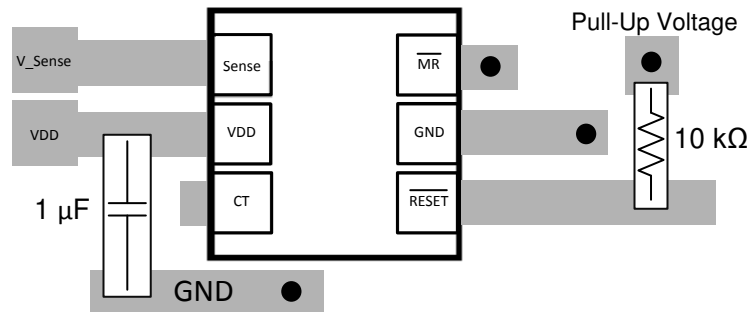 Pull-Up Voltage
V_Sense
Sense
MR
VDD
VDD
GND
10 kΩ
1 µF
CT
RESET
GND